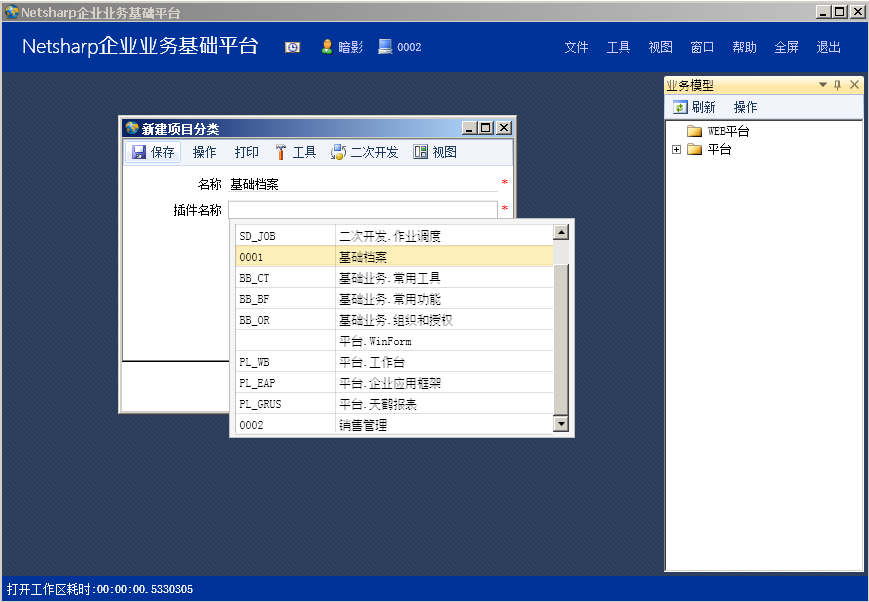 Netsharp企业业务基础平台
Netsharp企业业务基础平台 暗影 0002 文件 工具 视图 窗口 帮助 全屏 退出
业务模型
刷新 操作
WEB平台
平台
新建项目分类
保存 操作 打印 工具 二次开发 视图
名称 基础档案 *
插件名称 *
SD_JOB 二次开发.作业调度
0001 基础档案
BB_CT 基础业务.常用工具
BB_BF 基础业务.常用功能
BB_OR 基础业务.组织和授权
平台.WinForm
PL_WB 平台.工作台
PL_EAP 平台.企业应用框架
PL_GRUS 平台.天鹤报表
0002 销售管理
打开工作区耗时:00:00:00.5330305